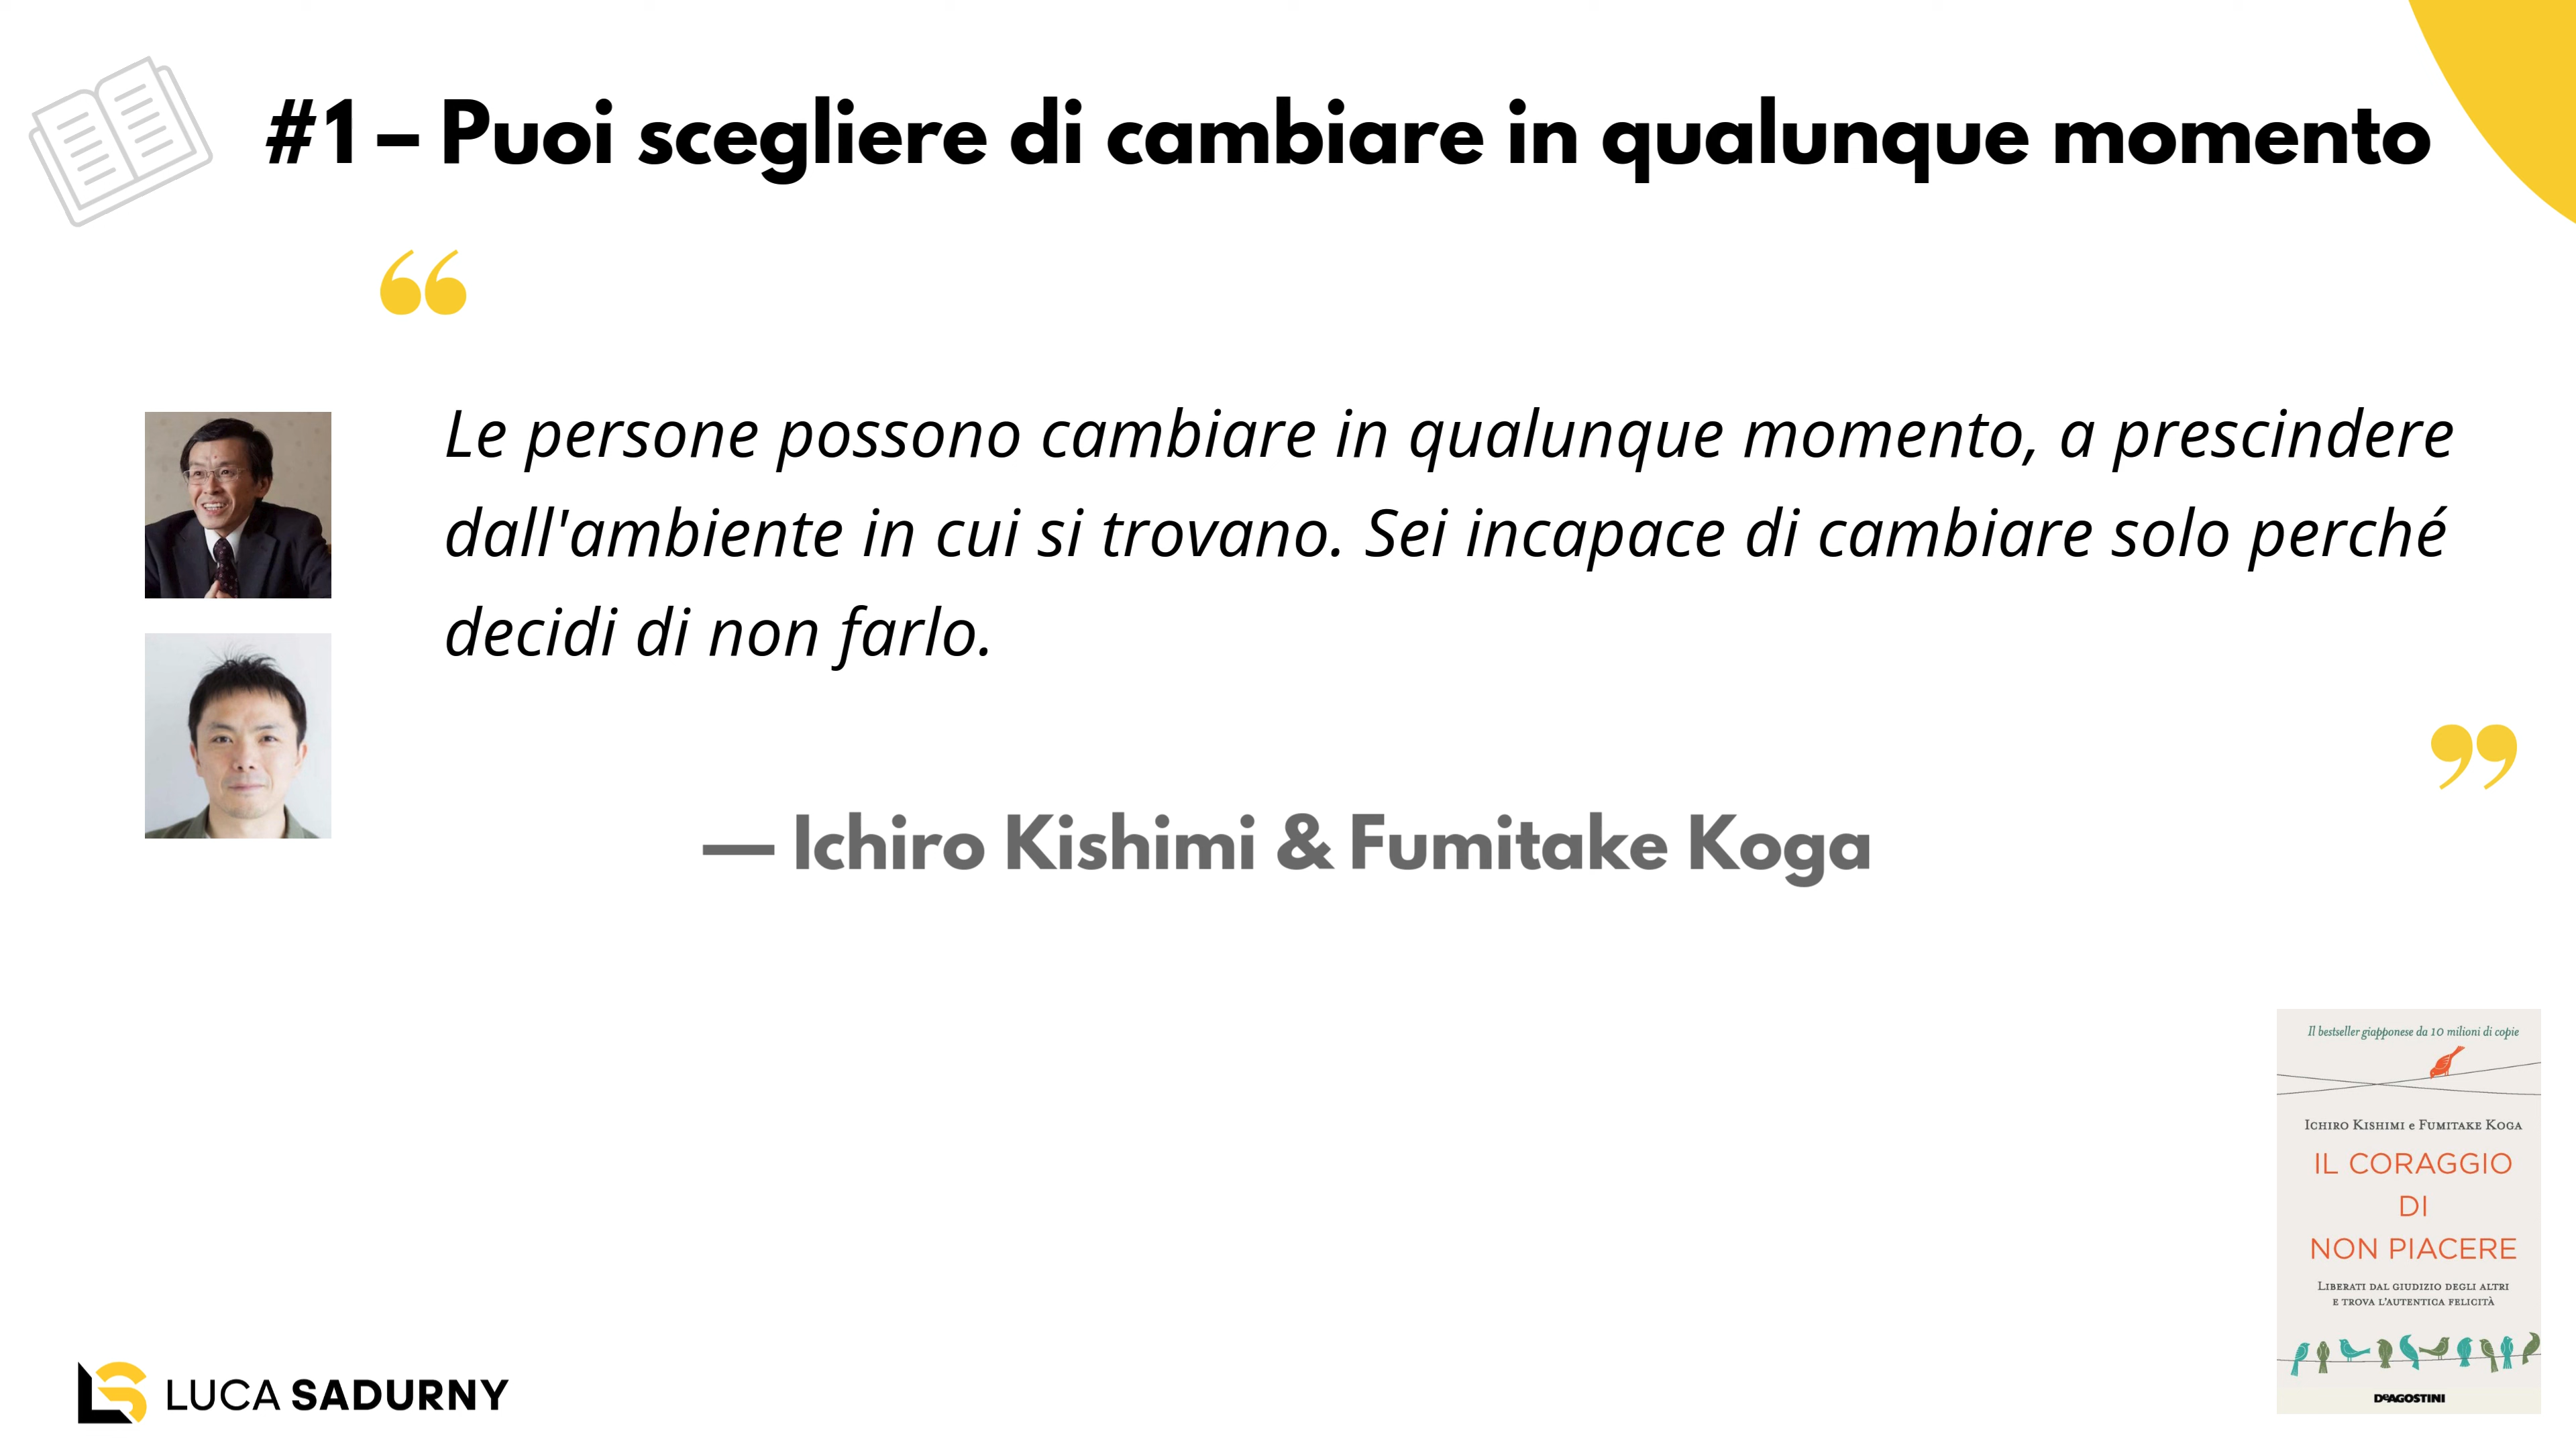 #1 – Puoi scegliere di cambiare in qualunque momento
“
Le persone possono cambiare in qualunque momento, a prescindere
dall'ambiente in cui si trovano. Sei incapace di cambiare solo perché
decidi di non farlo.
”
— Ichiro Kishimi & Fumitake Koga
Il bestseller giapponese da 10 milioni di copie
ICHIRO KISHIMI e FUMITAKE KOGA
IL CORAGGIO
DI
NON PIACERE
LIBERATI DAL GIUDIZIO DEGLI ALTRI
E TROVA L'AUTENTICA FELICITÀ
DEAGOSTINI
LS LUCA SADURNY